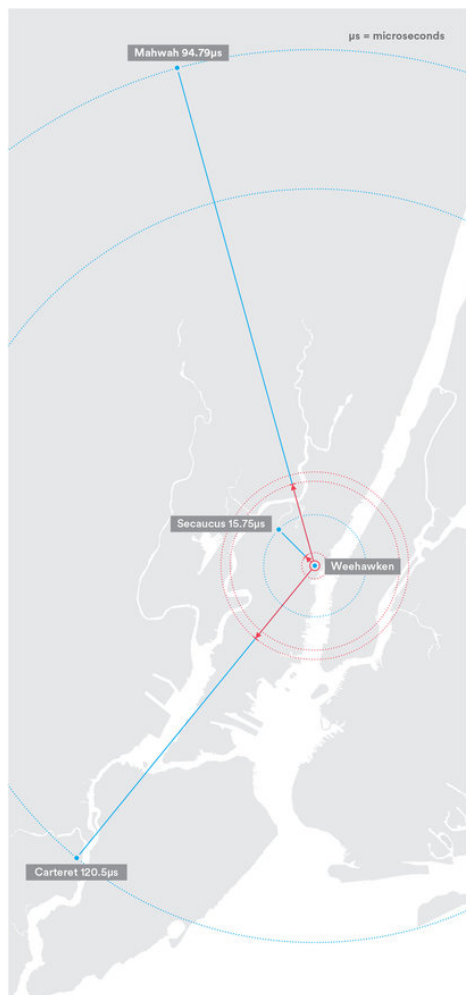 µs = microseconds
Mahwah 94.79µs
Secaucus 15.75µs
Weehawken
Carteret 120.5µs